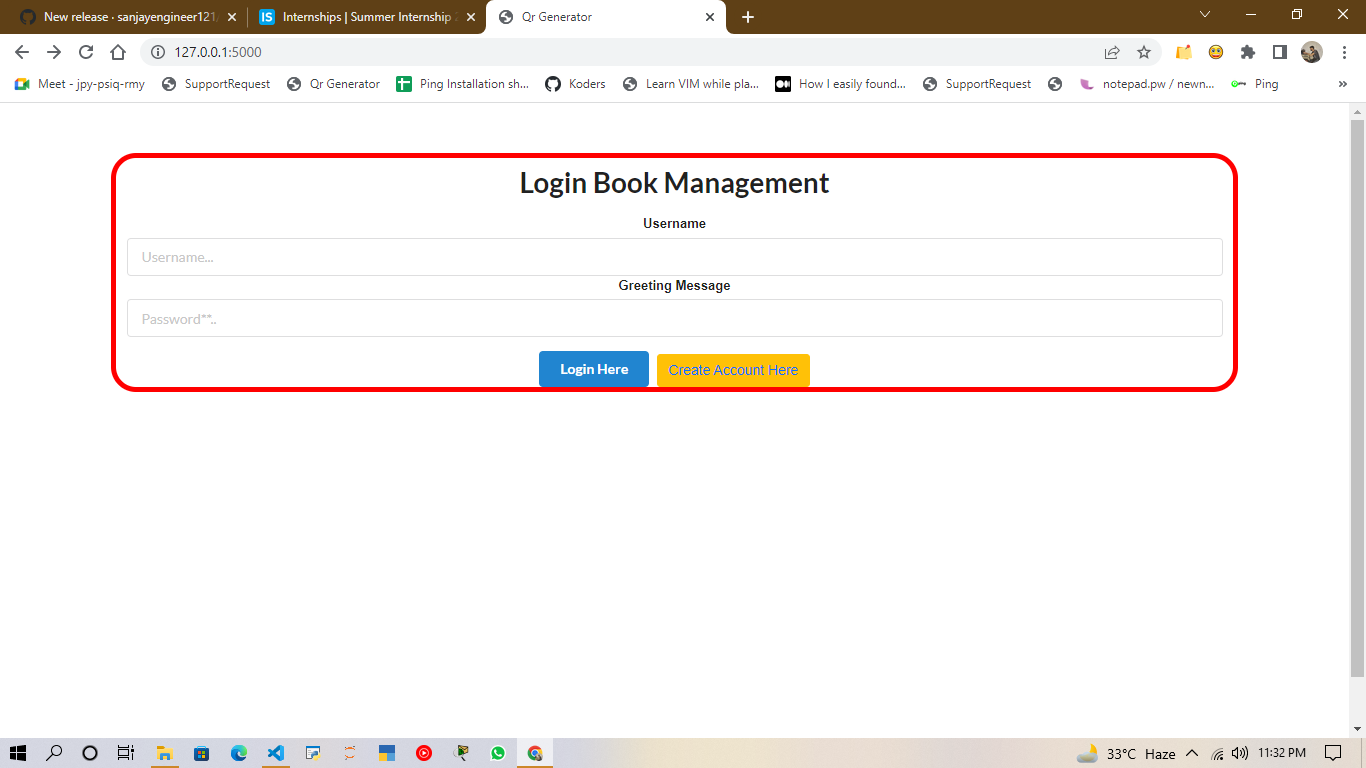 New release · sanjayengineer121
Internships | Summer Internship
Qr Generator
127.0.0.1:5000
Meet - jpy-psiq-rmy SupportRequest Qr Generator Ping Installation sh... Koders Learn VIM while pla... How I easily found... SupportRequest notepad.pw / newn... Ping »
Login Book Management
Username
Username...
Greeting Message
Password**..
Login Here Create Account Here
33°C Haze 11:32 PM